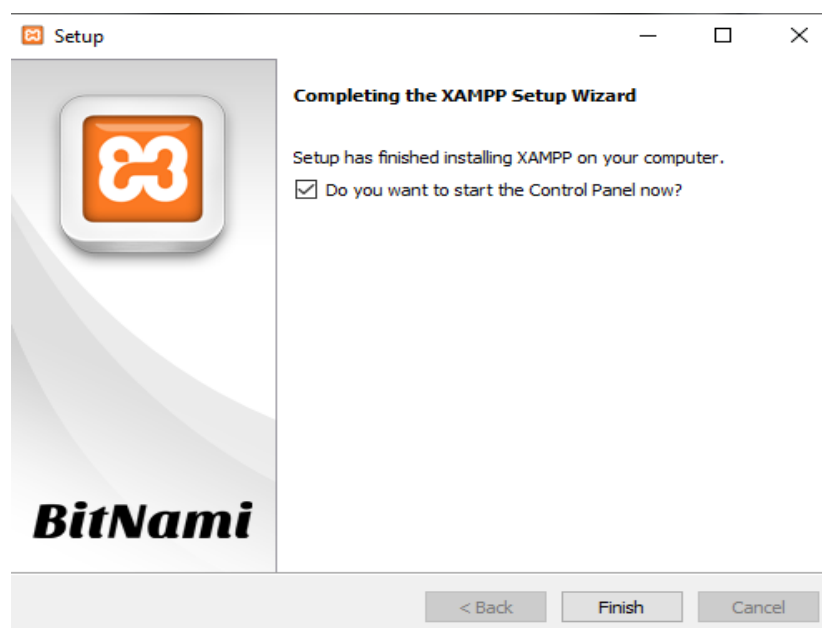 Setup
Completing the XAMPP Setup Wizard
Setup has finished installing XAMPP on your computer.
Do you want to start the Control Panel now?
BitNami
< Back
Finish
Cancel